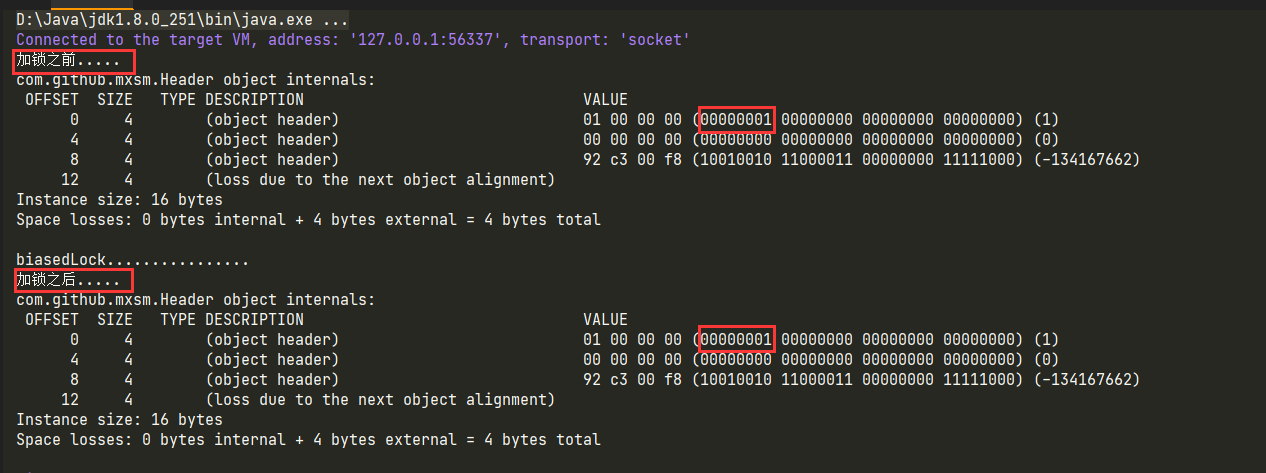 D:\Java\jdk1.8.0_251\bin\java.exe ...
Connected to the target VM, address: '127.0.0.1:56337', transport: 'socket'
加锁之前.....
com.github.mxsm.Header object internals:
OFFSET  SIZE   TYPE DESCRIPTION                               VALUE
0     4        (object header)                           01 00 00 00 (00000001 00000000 00000000 00000000) (1)
4     4        (object header)                           00 00 00 00 (00000000 00000000 00000000 00000000) (0)
8     4        (object header)                           92 c3 00 f8 (10010010 11000011 00000000 11111000) (-134167662)
12     4        (loss due to the next object alignment)
Instance size: 16 bytes
Space losses: 0 bytes internal + 4 bytes external = 4 bytes total
biasedLock................
加锁之后.....
com.github.mxsm.Header object internals:
OFFSET  SIZE   TYPE DESCRIPTION                               VALUE
0     4        (object header)                           01 00 00 00 (00000001 00000000 00000000 00000000) (1)
4     4        (object header)                           00 00 00 00 (00000000 00000000 00000000 00000000) (0)
8     4        (object header)                           92 c3 00 f8 (10010010 11000011 00000000 11111000) (-134167662)
12     4        (loss due to the next object alignment)
Instance size: 16 bytes
Space losses: 0 bytes internal + 4 bytes external = 4 bytes total